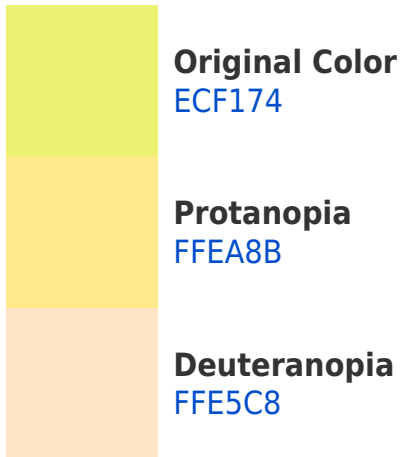 Original Color
ECF174
Protanopia
FFEA8B
Deuteranopia
FFE5C8